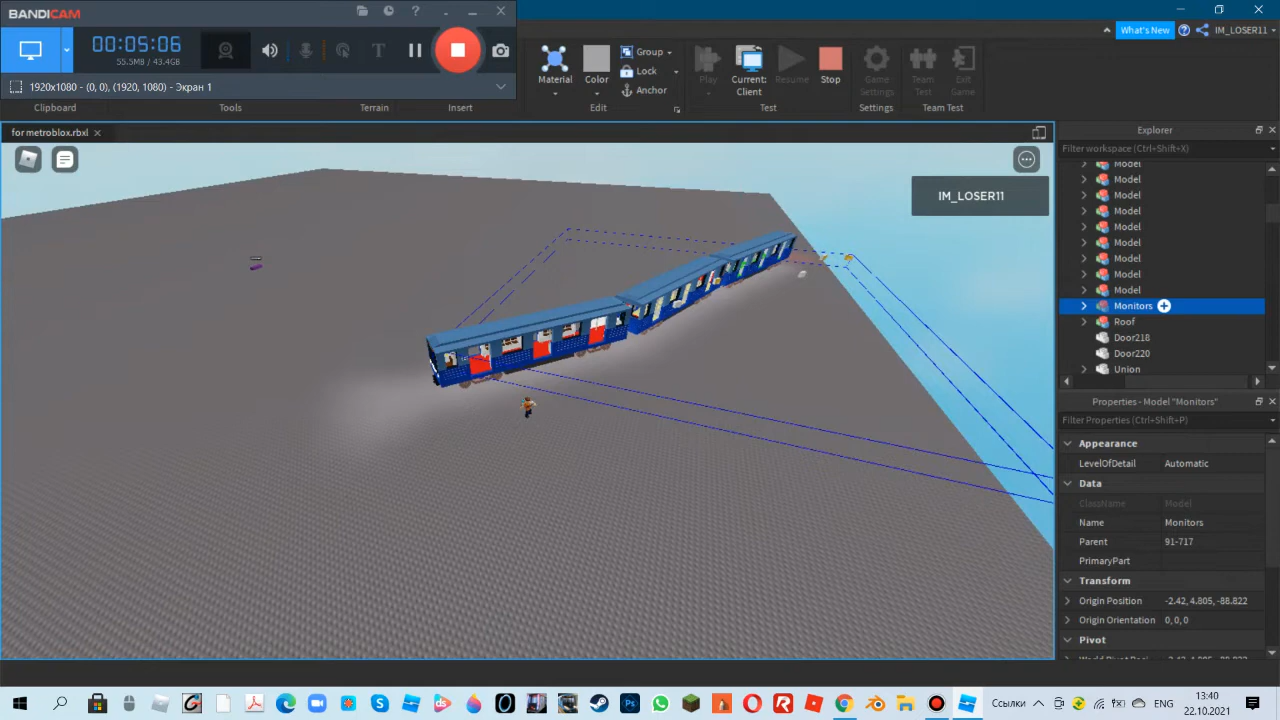 BANDICAM
00:05:06
55.5MB / 43.4GB
1920x1080 - (0, 0), (1920, 1080) - Экран 1
What's New
IM_LOSER11
Material
Color
Group
Lock
Anchor
Play
Current:
Client
Resume
Stop
Game
Settings
Team
Test
Exit
Game
Clipboard
Tools
Terrain
Insert
Edit
Test
Settings
Team Test
for metroblox.rbxl
IM_LOSER11
Explorer
Filter workspace (Ctrl+Shift+X)
Model
Model
Model
Model
Model
Model
Model
Model
Model
Monitors
Roof
Door218
Door220
Union
Properties - Model "Monitors"
Filter Properties (Ctrl+Shift+P)
Appearance
LevelOfDetail Automatic
Data
ClassName Model
Name Monitors
Parent 91-717
PrimaryPart
Transform
Origin Position -2.42, 4.805, -88.822
Origin Orientation 0, 0, 0
Pivot
Ссылки
ENG
13:40
22.10.2021